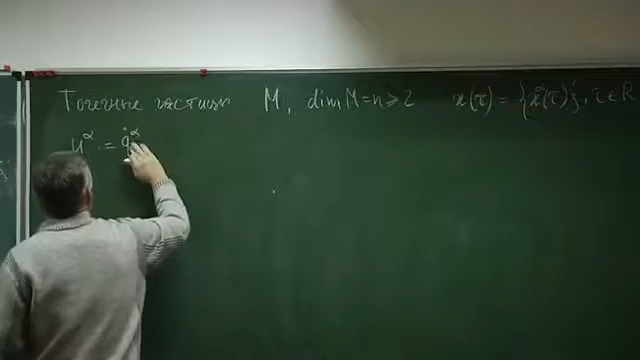 Точечные частицы M, dim M = n ⩾ 2 x(τ) = {x^α(τ)}, τ ∈ R
u^α := q̇^α